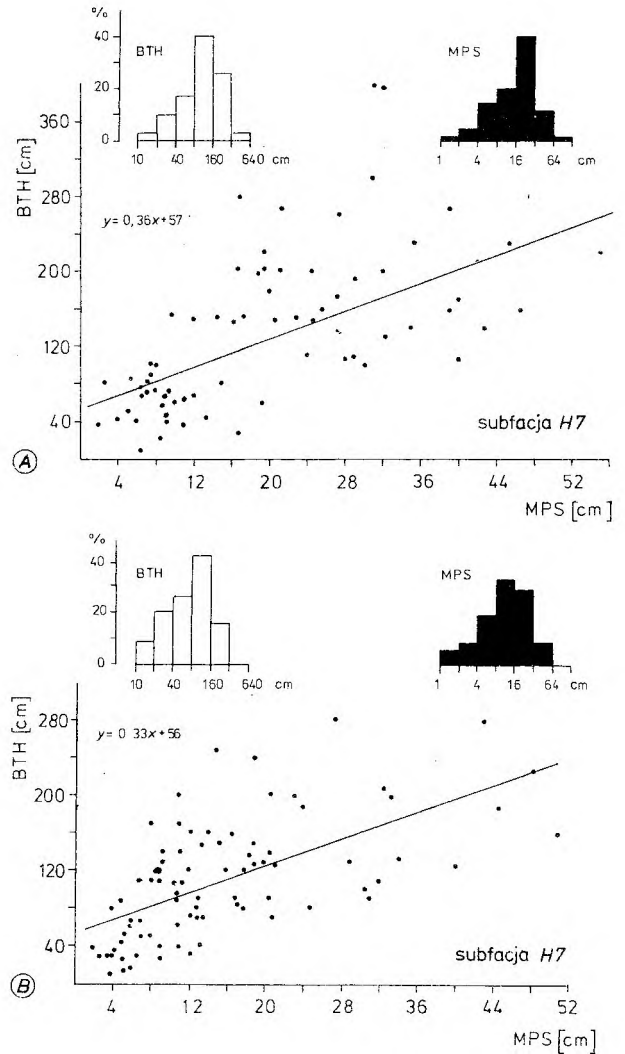 %
40
BTH
20
0
10 40 160 640 cm
MPS
1 4 16 64 cm
BTH [cm]
360
280
200
120
40
y = 0,36x+57
subfacja H7
A
4 12 20 28 36 44 52
MPS [cm]
%
40
BTH
20
0
10 40 160 640 cm
MPS
1 4 16 64 cm
BTH [cm]
280
200
120
40
y = 0 33x+56
subfacja H7
B
4 12 20 28 36 44 52
MPS [cm]